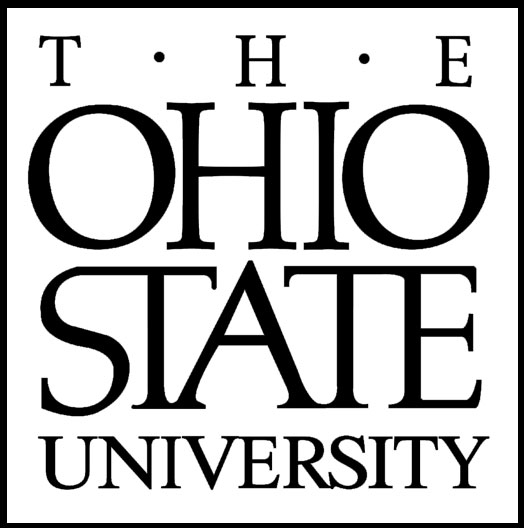 T · H · E
OHIO
STATE
UNIVERSITY